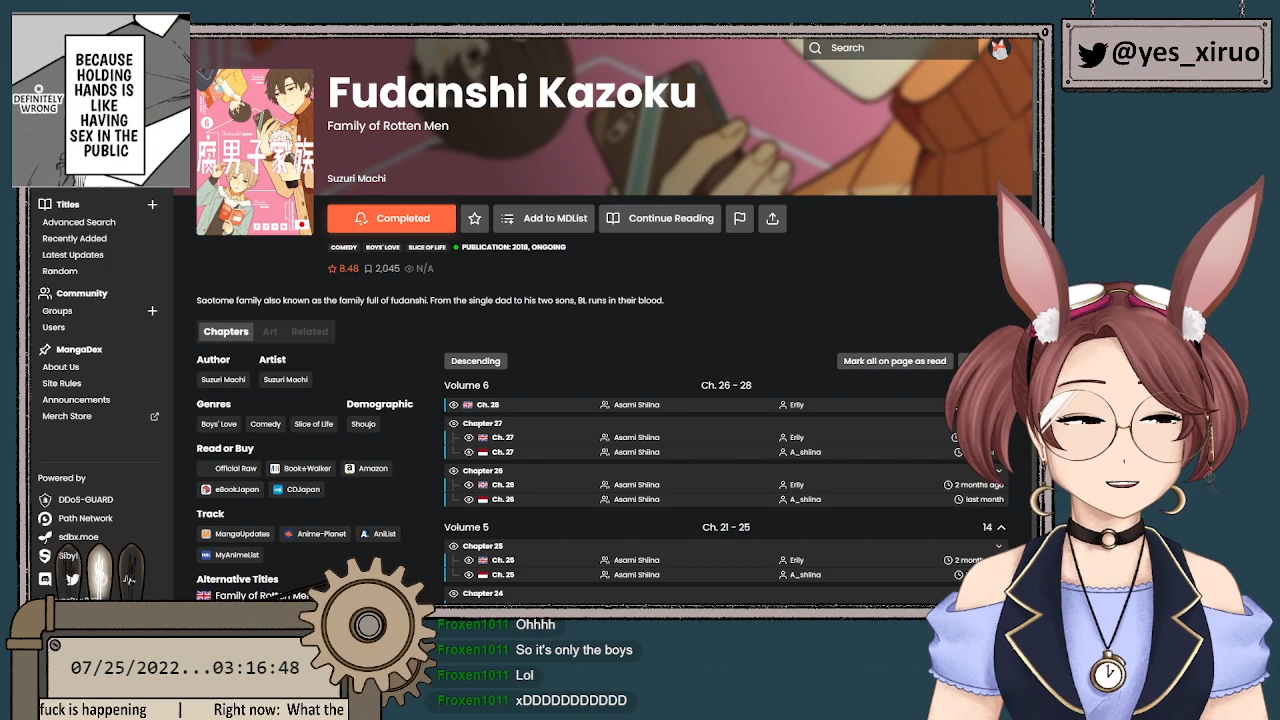 BECAUSE
HOLDING
HANDS IS
LIKE
HAVING
SEX IN THE
PUBLIC
DEFINITELY
WRONG
@yes_xiruo
Search
Fudanshi Kazoku
Family of Rotten Men
Suzuri Machi
腐男子家族
6
Completed
Add to MDList
Continue Reading
COMEDY BOYS' LOVE SLICE OF LIFE PUBLICATION: 2018, ONGOING
8.48 2,045 N/A
Saotome family also known as the family full of fudanshi. From the single dad to his two sons, BL runs in their blood.
Titles
Advanced Search
Recently Added
Latest Updates
Random
Community
Groups
Users
MangaDex
About Us
Site Rules
Announcements
Merch Store
Powered by
DDoS-GUARD
Path Network
sdbx.moe
Chapters Art Related
Author Artist
Suzuri Machi Suzuri Machi
Genres Demographic
Boys' Love Comedy Slice of Life Shoujo
Read or Buy
Official Raw Book☆Walker Amazon
eBookJapan CDJapan
Track
MangaUpdates Anime-Planet AniList
MyAnimeList
Alternative Titles
Descending Mark all on page as read
Volume 6 Ch. 26 - 28
Ch. 28 Asami Shiina Erlly
Chapter 27
Ch. 27 Asami Shiina Erlly
Ch. 27 Asami Shiina A_shiina
Chapter 26
Ch. 26 Asami Shiina Erlly 2 months ago
Ch. 26 Asami Shiina A_shiina last month
Volume 5 Ch. 21 - 25 14
Chapter 25
Ch. 25 Asami Shiina Erlly
Ch. 25 Asami Shiina A_shiina
Chapter 24
07/25/2022...03:16:48
fuck is happening | Right now: What the
Froxen1011 Ohhhh
Froxen1011 So it's only the boys
Froxen1011 Lol
Froxen1011 xDDDDDDDDDDD